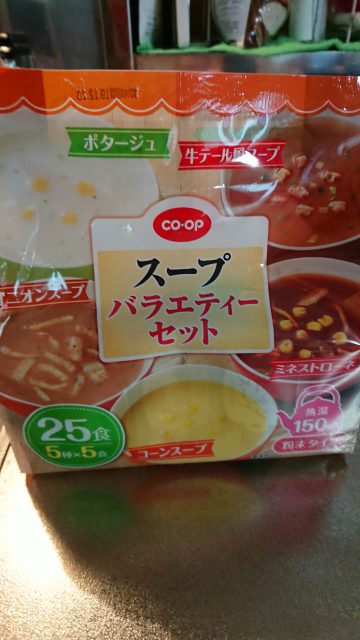 ポタージュ
牛テール風スープ
CO·OP
スープ
バラエティー
セット
ニオンスープ
ミネストローネ
25食
5種×5食
コーンスープ
熱湯
150
粉末タイ